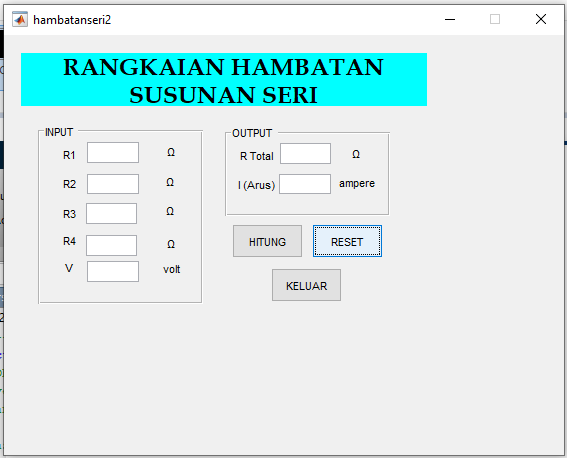 hambatanseri2
RANGKAIAN HAMBATAN
SUSUNAN SERI
INPUT
R1 Ω
R2 Ω
R3 Ω
R4 Ω
V volt
OUTPUT
R Total Ω
I (Arus) ampere
HITUNG RESET
KELUAR